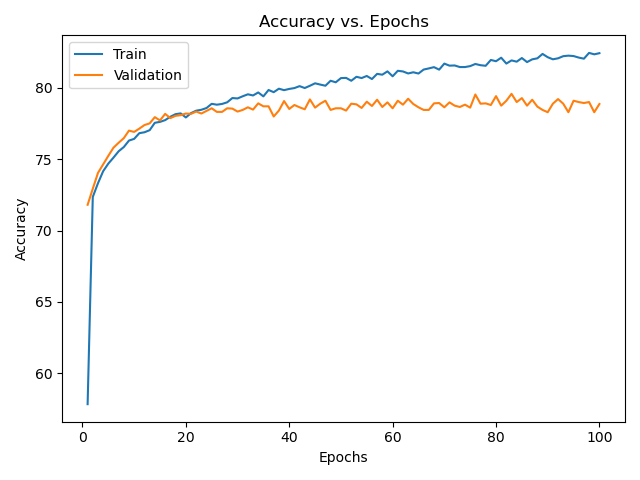 Accuracy vs. Epochs
Train
Validation
80
75
70
65
60
Accuracy
0 20 40 60 80 100
Epochs